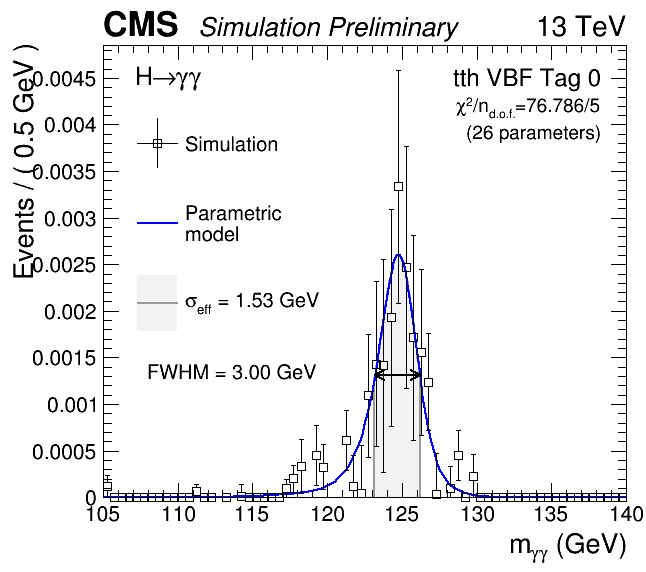 CMS Simulation Preliminary 13 TeV
H→γγ
tth VBF Tag 0
χ²/n_d.o.f.=76.786/5
(26 parameters)
Simulation
Parametric
model
σ_eff = 1.53 GeV
FWHM = 3.00 GeV
Events / ( 0.5 GeV )
0.0045
0.004
0.0035
0.003
0.0025
0.002
0.0015
0.001
0.0005
0
105 110 115 120 125 130 135 140
m_γγ (GeV)